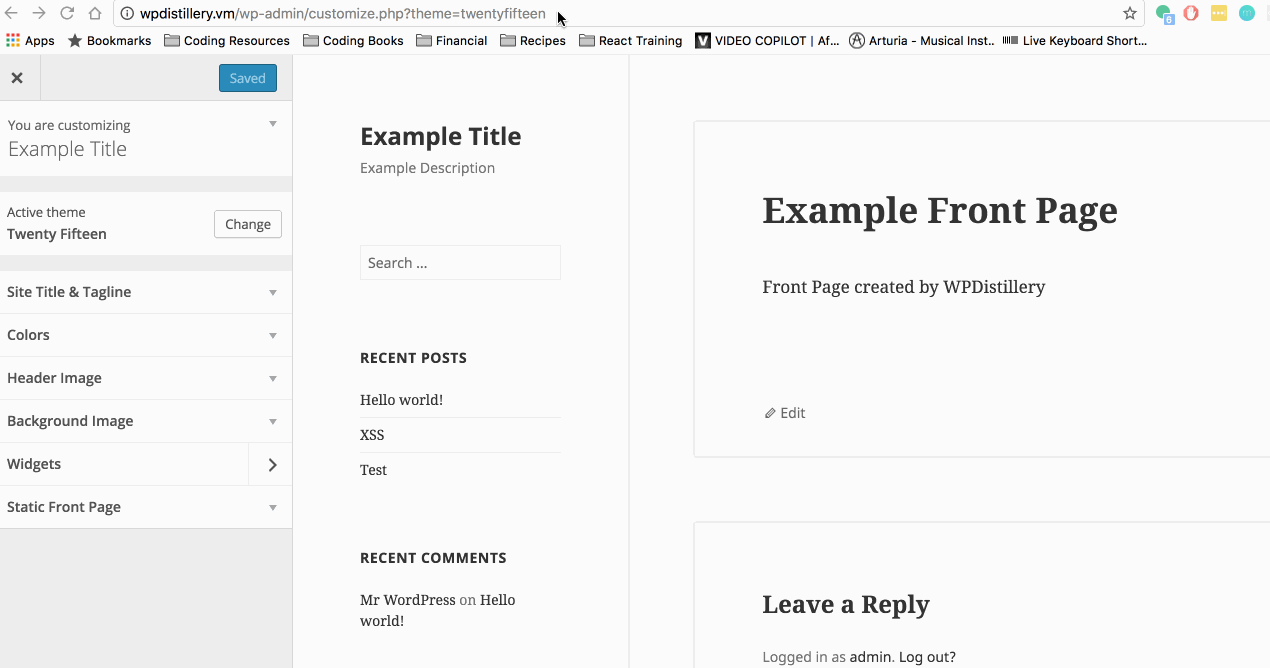 wpdistillery.vm/wp-admin/customize.php?theme=twentyfifteen
6
Apps Bookmarks Coding Resources Coding Books Financial Recipes React Training V VIDEO COPILOT | Af... Arturia - Musical Inst.. Live Keyboard Short...
Saved
You are customizing
Example Title
Active theme
Twenty Fifteen
Change
Site Title & Tagline
Colors
Header Image
Background Image
Widgets
Static Front Page
Example Title
Example Description
Search ...
RECENT POSTS
Hello world!
XSS
Test
RECENT COMMENTS
Mr WordPress on Hello
world!
Example Front Page
Front Page created by WPDistillery
Edit
Leave a Reply
Logged in as admin. Log out?